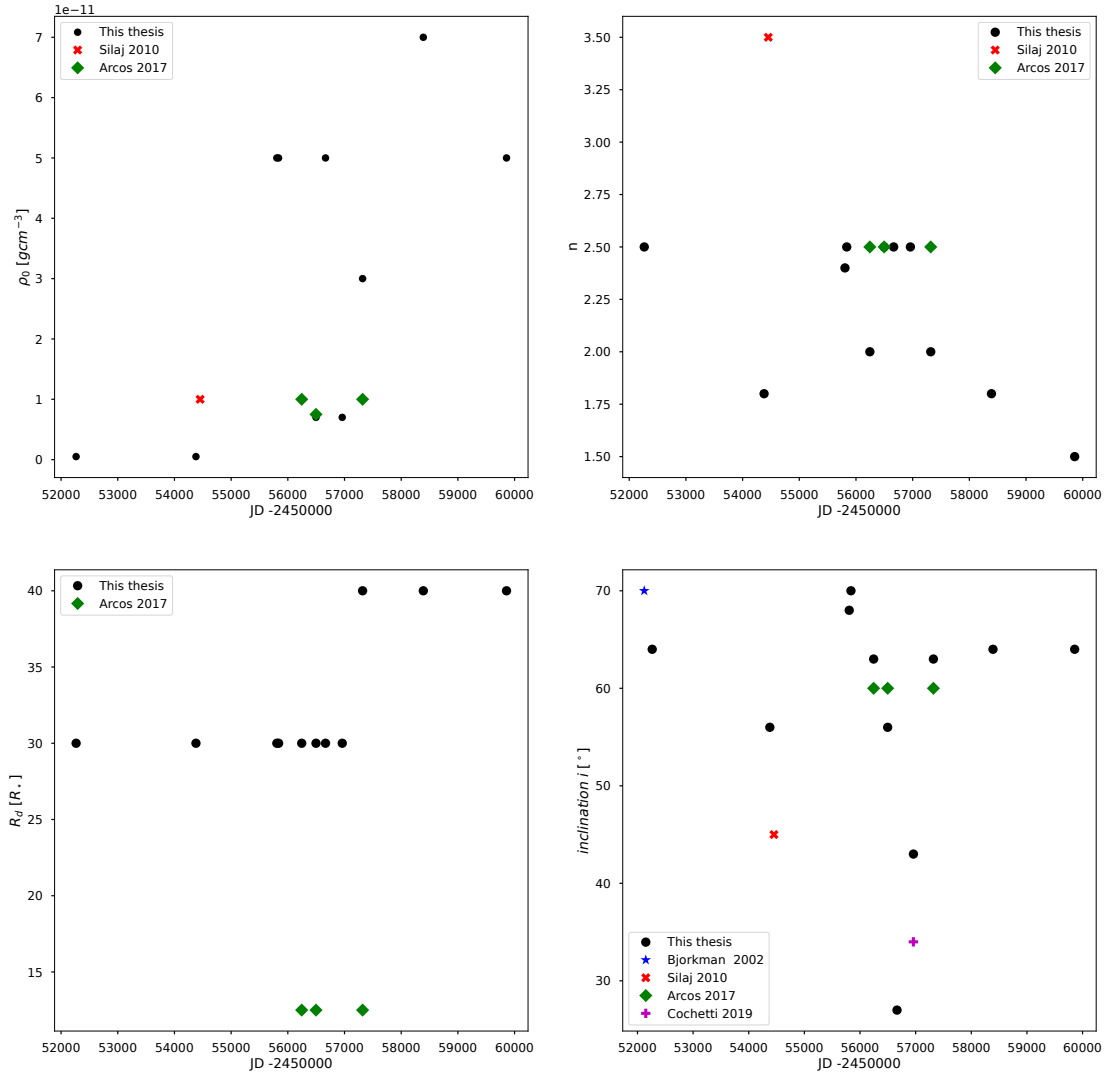 1e−11
This thesis
Silaj 2010
Arcos 2017
7
6
5
4
3
2
1
0
ρ₀ [gcm⁻³]
52000 53000 54000 55000 56000 57000 58000 59000 60000
JD -2450000
This thesis
Silaj 2010
Arcos 2017
3.50
3.25
3.00
2.75
2.50
2.25
2.00
1.75
1.50
n
52000 53000 54000 55000 56000 57000 58000 59000 60000
JD -2450000
This thesis
Arcos 2017
40
35
30
25
20
15
R_d [R⋆]
52000 53000 54000 55000 56000 57000 58000 59000 60000
JD -2450000
70
60
50
40
30
inclination i [°]
This thesis
Bjorkman 2002
Silaj 2010
Arcos 2017
Cochetti 2019
52000 53000 54000 55000 56000 57000 58000 59000 60000
JD -2450000